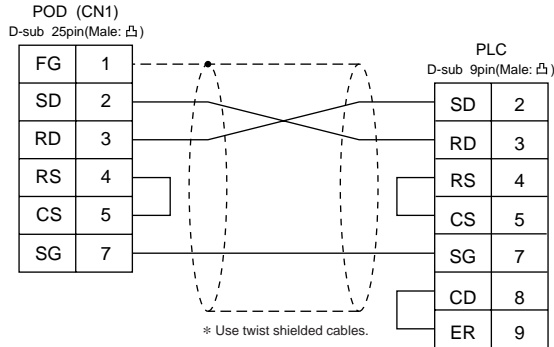 POD (CN1)
D-sub 25pin(Male: 凸)
FG 1
SD 2
RD 3
RS 4
CS 5
SG 7
PLC
D-sub 9pin(Male: 凸)
SD 2
RD 3
RS 4
CS 5
SG 7
CD 8
ER 9
* Use twist shielded cables.